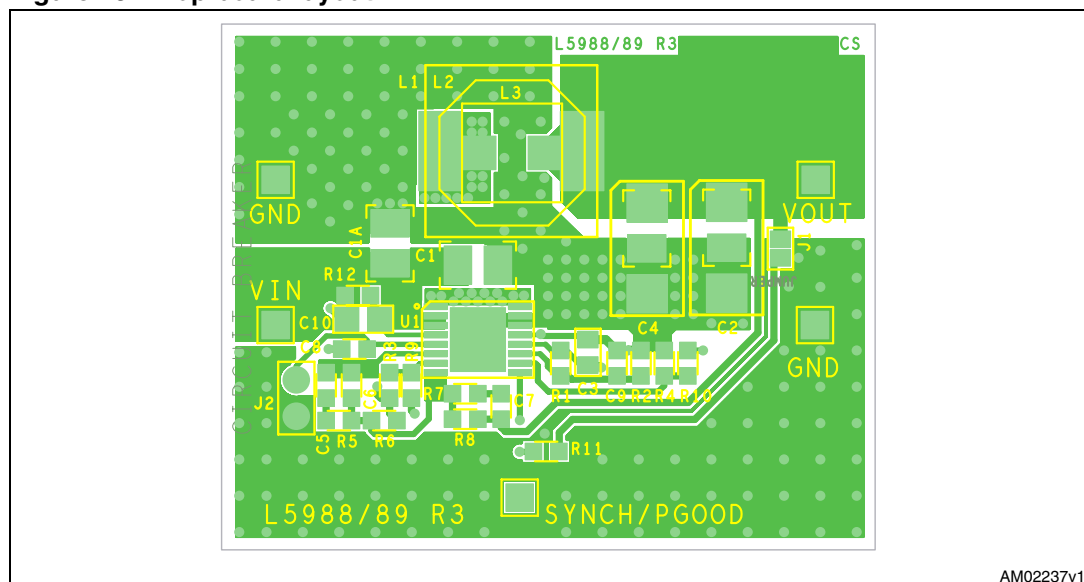 L5988/89 R3
CS
L1 L2
L3
GND
VOUT
C1A
C1
J1
R12
VIN
C10
U1
C4
C2
GND
R8
R9
J2
C6
R7
C7
R1
C3
C9
R2
R4
R10
C5
R5
R6
R8
R11
L5988/89 R3
SYNCH/PGOOD
AM02237v1